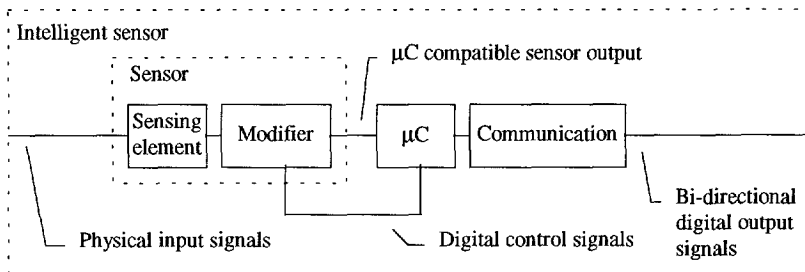 Intelligent sensor
μC compatible sensor output
Sensor
Sensing
element
Modifier
μC
Communication
Physical input signals
Digital control signals
Bi-directional
digital output
signals